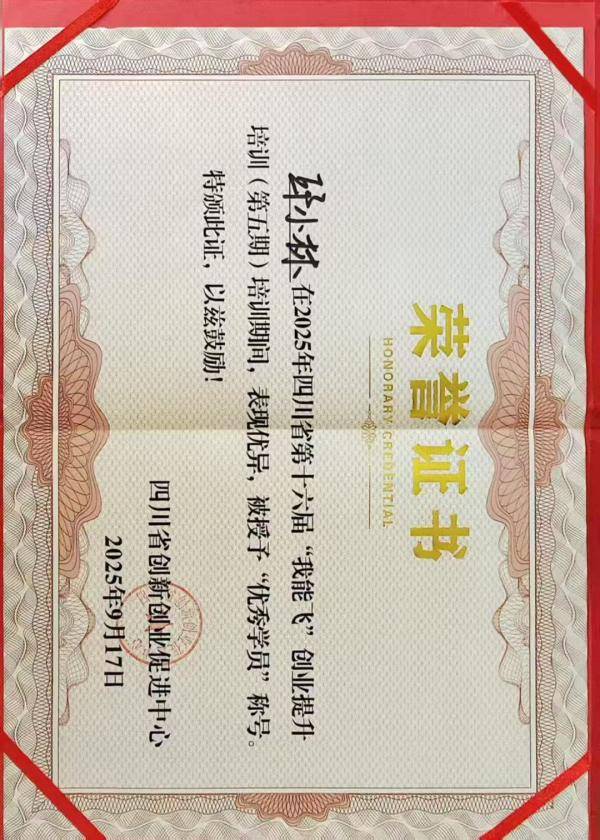 荣誉证书
HONORARY CREDENTIAL
小林 在2025年四川省第十六届“我能飞”创业提升
培训（第五期）培训期间，表现优异，被授予“优秀学员”称号。
特颁此证，以兹鼓励！
四川省创新创业促进中心
2025年9月17日